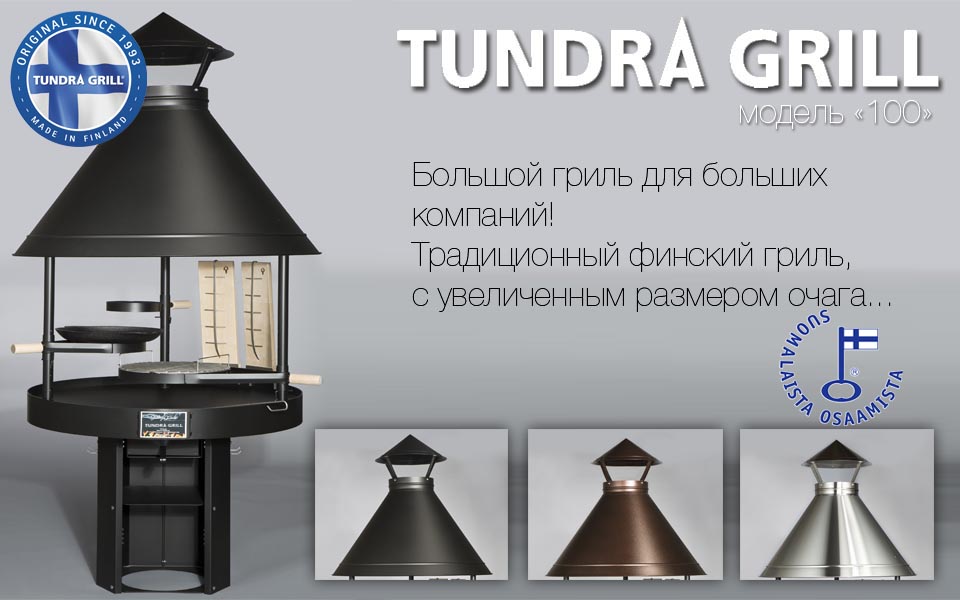 ORIGINAL SINCE 1993
TUNDRA GRILL
MADE IN FINLAND
TUNDRÅ GRILL
модель «100»
Большой гриль для больших
компаний!
Традиционный финский гриль,
с увеличенным размером очага...
SUOMALAISTA OSAAMISTA
®
TUNDRA GRILL